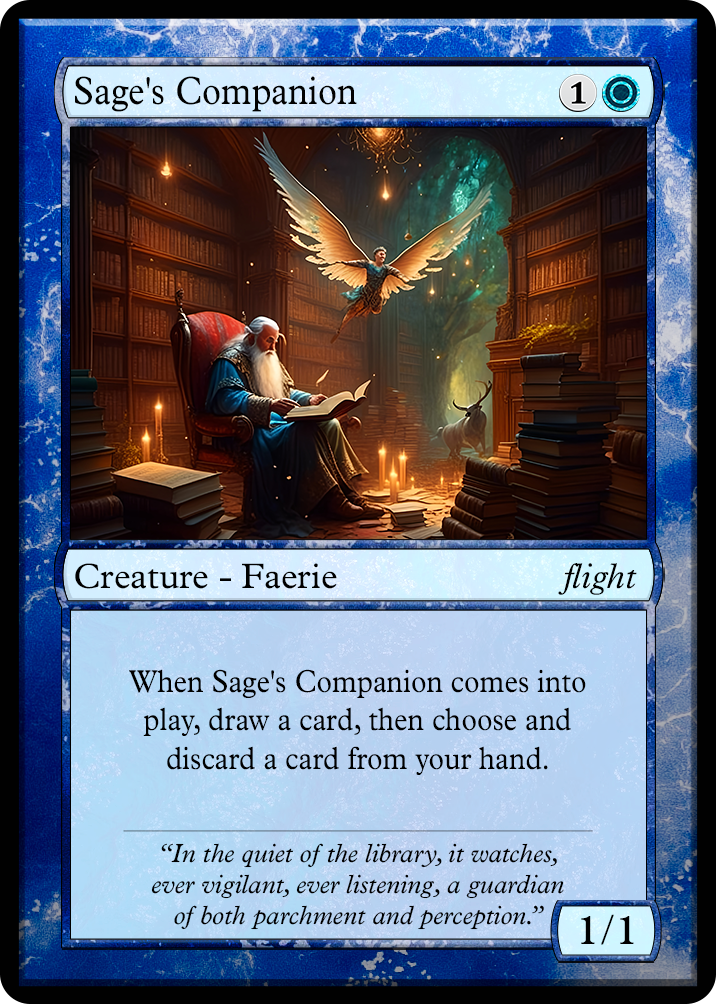 Sage's Companion 1
Creature - Faerie flight
When Sage's Companion comes into
play, draw a card, then choose and
discard a card from your hand.
“In the quiet of the library, it watches,
ever vigilant, ever listening, a guardian
of both parchment and perception.”
1/1